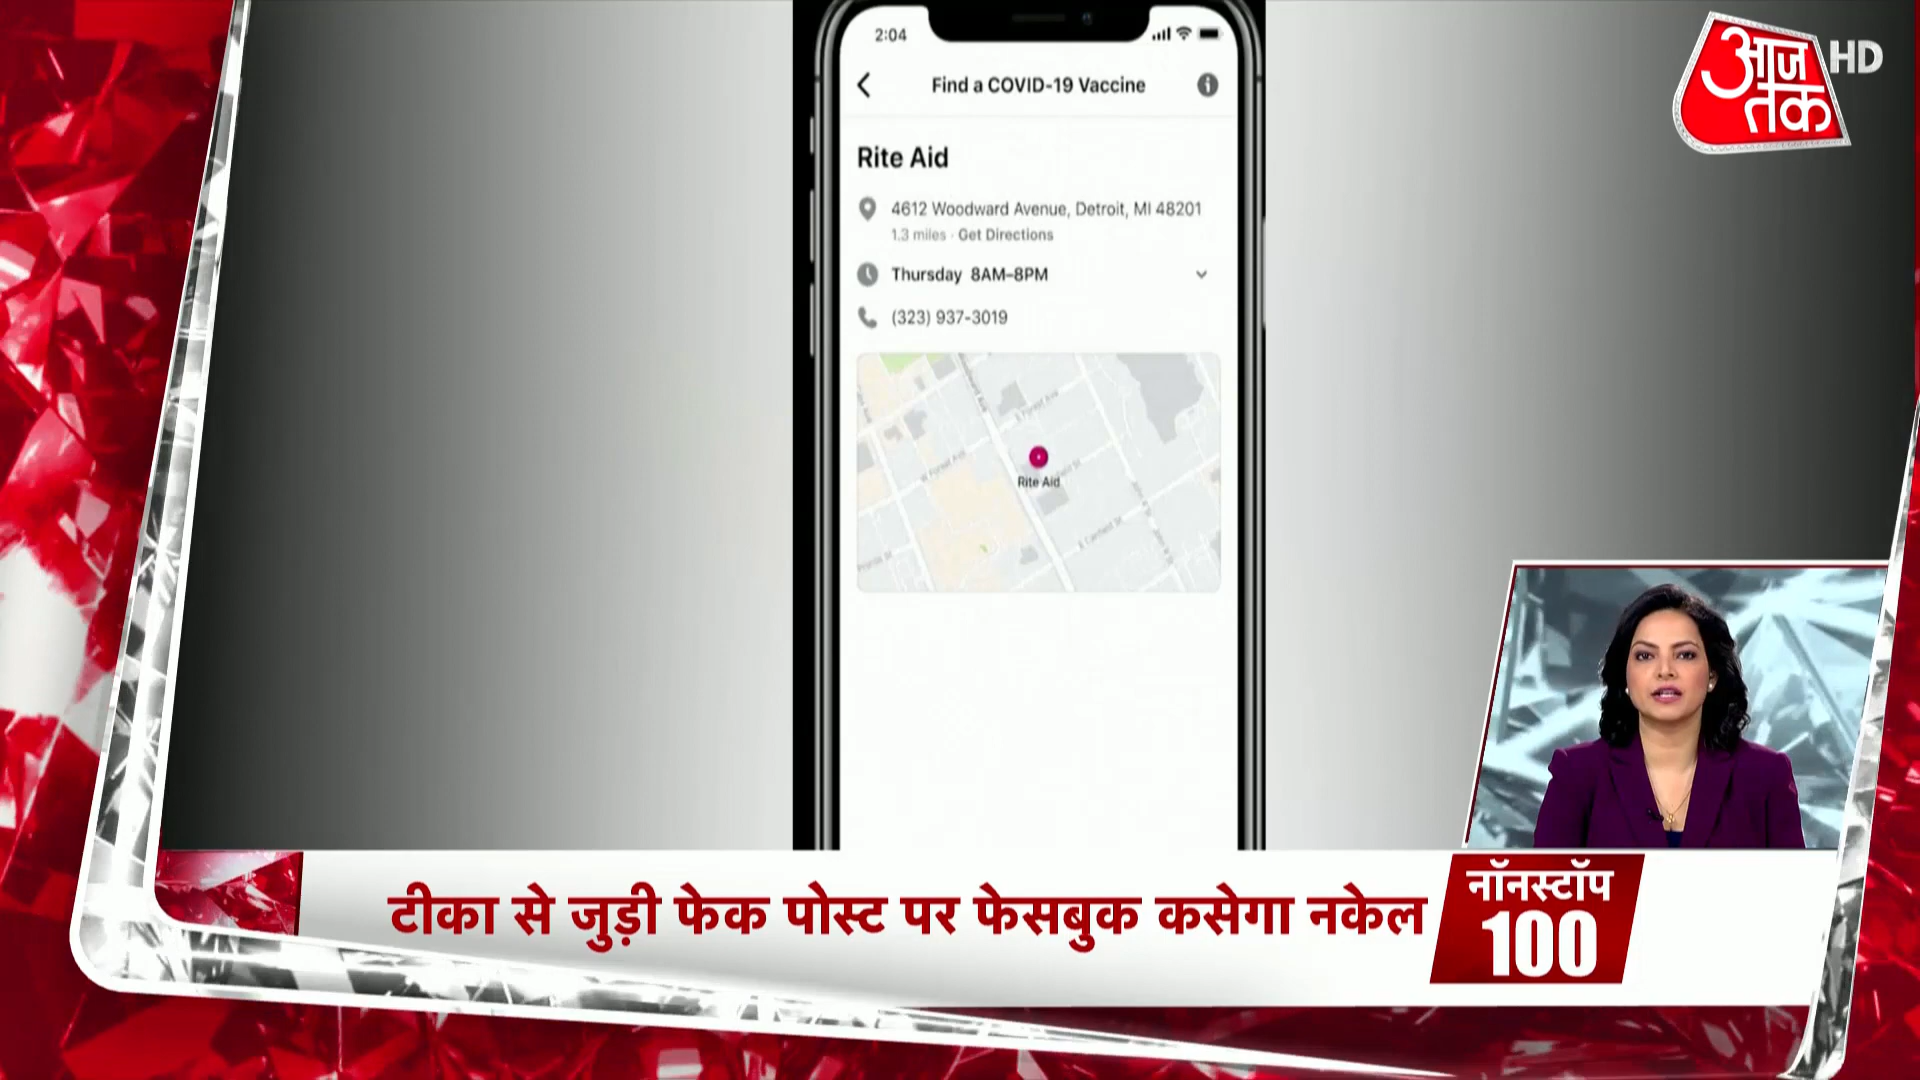 2:04
Find a COVID-19 Vaccine
Rite Aid
4612 Woodward Avenue, Detroit, MI 48201
1.3 miles · Get Directions
Thursday 8AM–8PM
(323) 937-3019
Rite Aid
आज
तक
HD
टीका से जुड़ी फेक पोस्ट पर फेसबुक कसेगा नकेल
नॉनस्टॉप
100